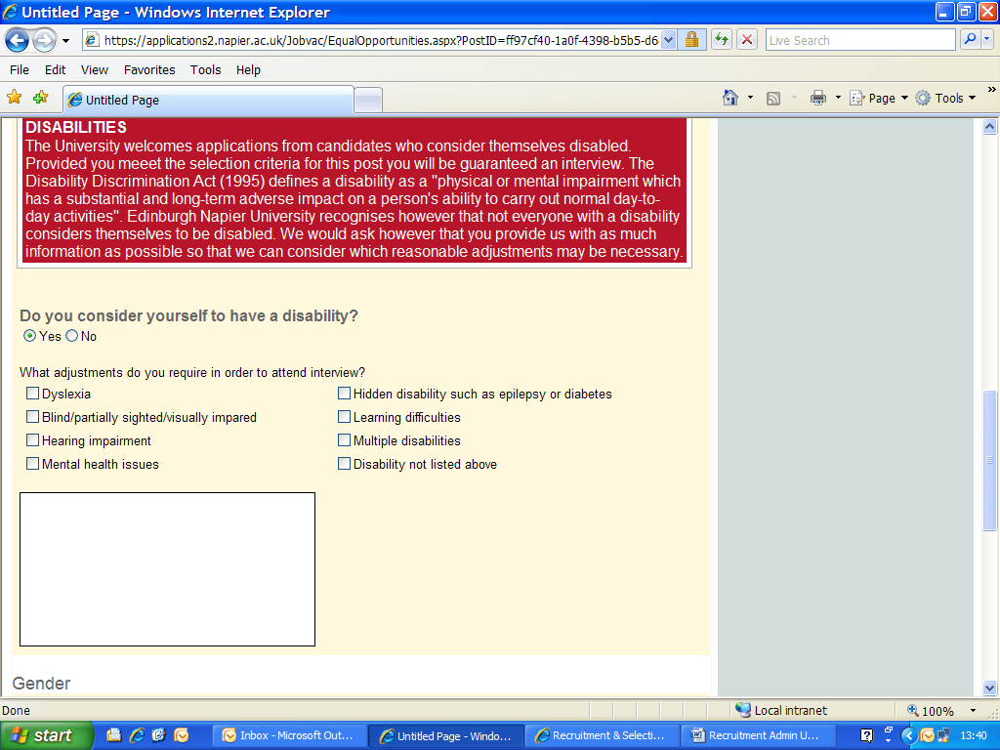 Untitled Page - Windows Internet Explorer
https://applications2.napier.ac.uk/Jobvac/EqualOpportunities.aspx?PostID=ff97cf40-1a0f-4398-b5b5-d6
Live Search
File Edit View Favorites Tools Help
Untitled Page
Page Tools »
DISABILITIES
The University welcomes applications from candidates who consider themselves disabled.
Provided you meeet the selection criteria for this post you will be guaranteed an interview. The
Disability Discrimination Act (1995) defines a disability as a "physical or mental impairment which
has a substantial and long-term adverse impact on a person's ability to carry out normal day-to-
day activities". Edinburgh Napier University recognises however that not everyone with a disability
considers themselves to be disabled. We would ask however that you provide us with as much
information as possible so that we can consider which reasonable adjustments may be necessary.
Do you consider yourself to have a disability?
Yes No
What adjustments do you require in order to attend interview?
Dyslexia Hidden disability such as epilepsy or diabetes
Blind/partially sighted/visually impared Learning difficulties
Hearing impairment Multiple disabilities
Mental health issues Disability not listed above
Gender
Done Local intranet 100%
start Inbox - Microsoft Out... Untitled Page - Windo... Recruitment & Selecti... Recruitment Admin U... 13:40